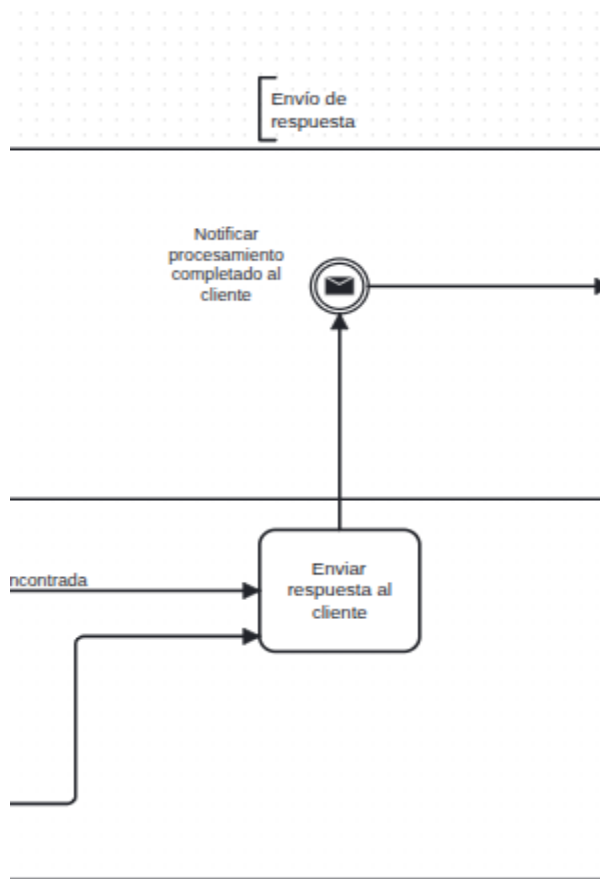 Envío de
respuesta
Notificar
procesamiento
completado al
cliente
ncontrada
Enviar
respuesta al
cliente